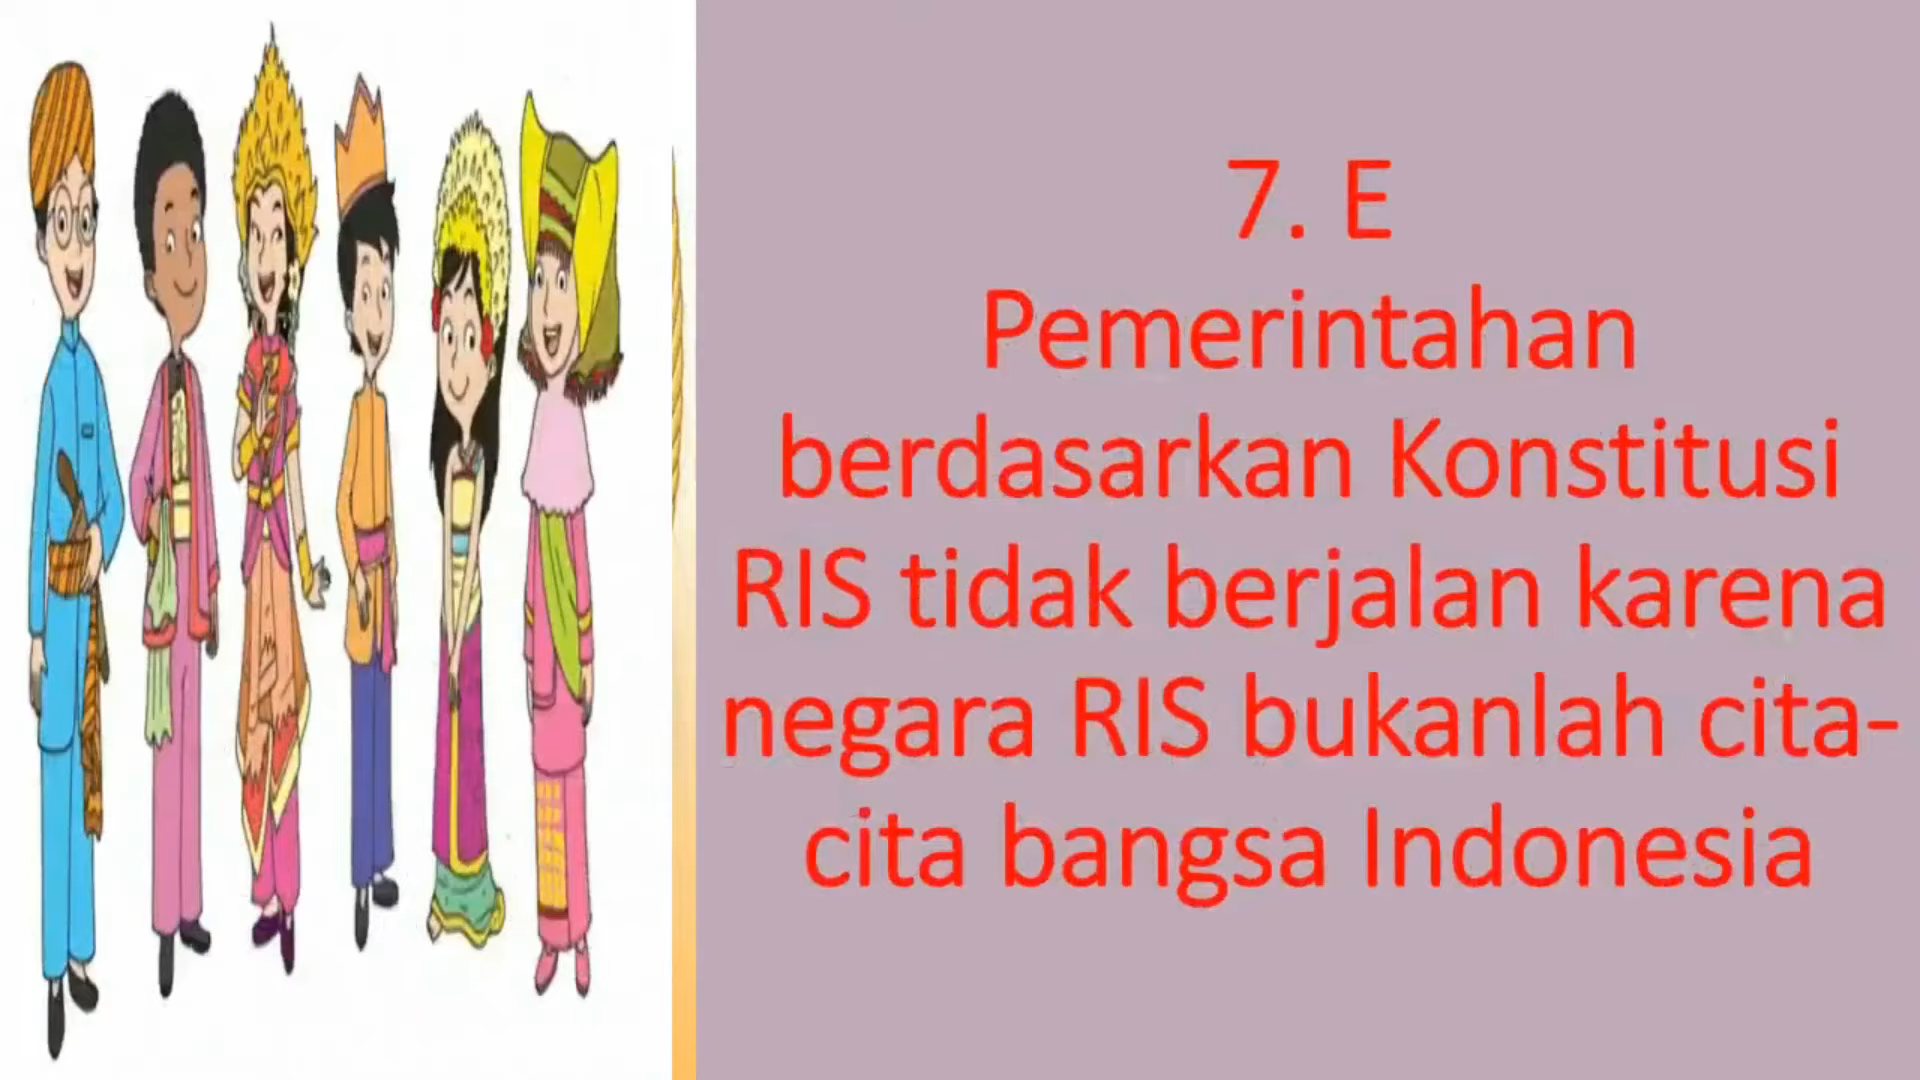 7. E
Pemerintahan
berdasarkan Konstitusi
RIS tidak berjalan karena
negara RIS bukanlah cita-
cita bangsa Indonesia